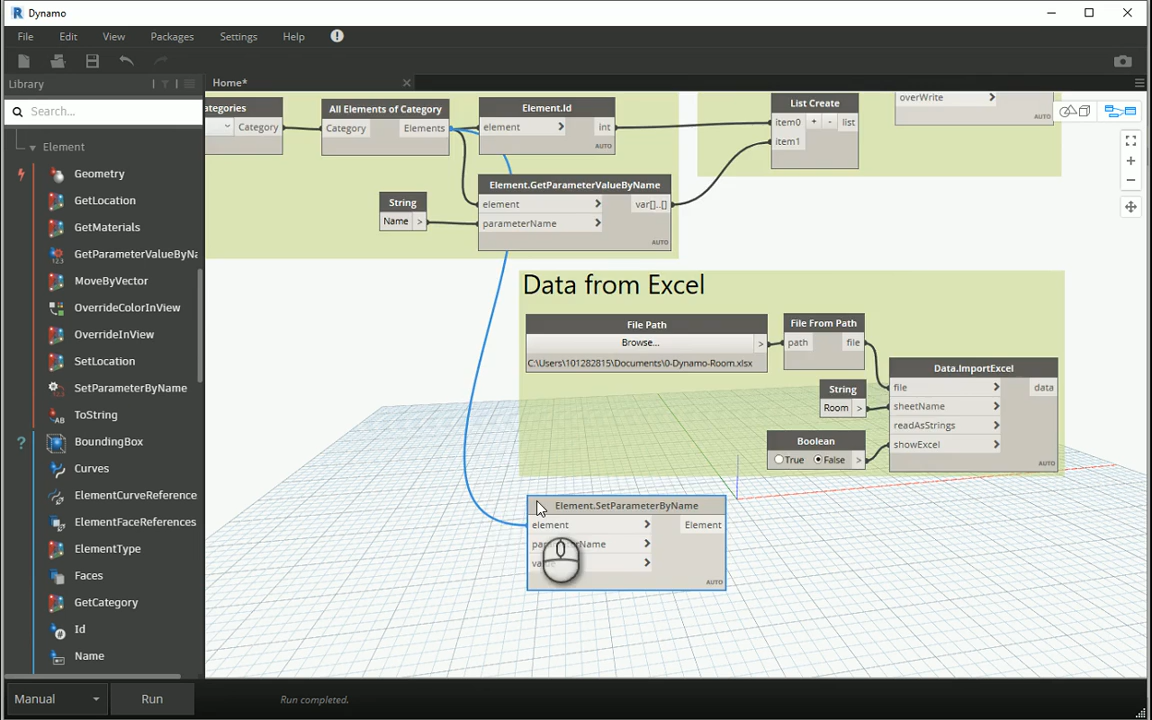 Dynamo
File Edit View Packages Settings Help
Library
Home*
Search...
Element
Geometry
GetLocation
GetMaterials
GetParameterValueByNa
MoveByVector
OverrideColorInView
OverrideInView
SetLocation
SetParameterByName
ToString
BoundingBox
Curves
ElementCurveReference
ElementFaceReferences
ElementType
Faces
GetCategory
Id
Name
ategories
Category
All Elements of Category
Category Elements
Element.Id
element > int
AUTO
String
Name >
Element.GetParameterValueByName
element > var[]..[]
parameterName >
AUTO
List Create
item0 + - list
item1
overWrite >
Data from Excel
File Path
Browse... >
C:\Users\101282815\Documents\0-Dynamo-Room.xlsx
File From Path
path file
String
Room >
Boolean
True False >
Data.ImportExcel
file > data
sheetName >
readAsStrings >
showExcel >
AUTO
Element.SetParameterByName
element > Element
AUTO
Manual Run Run completed.